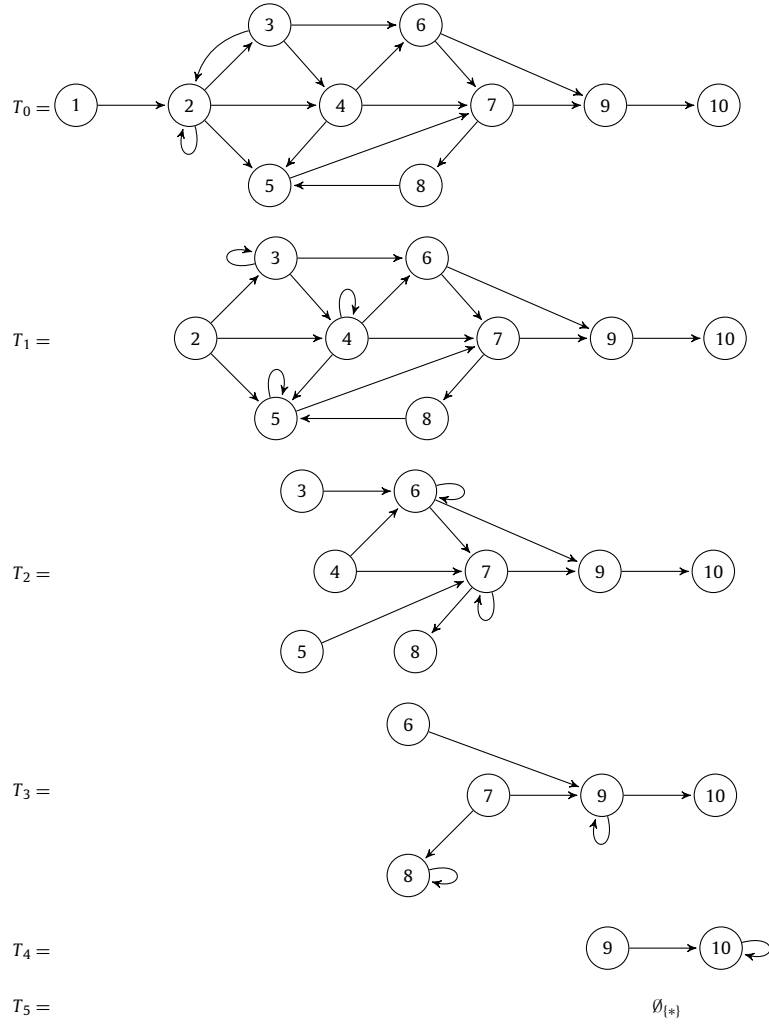 3 6
T₀ = 1 2 4 7 9 10
5 8
3 6
T₁ = 2 4 7 9 10
5 8
3 6
T₂ = 4 7 9 10
5 8
6
T₃ = 7 9 10
8
T₄ = 9 10
T₅ = Ø{*}